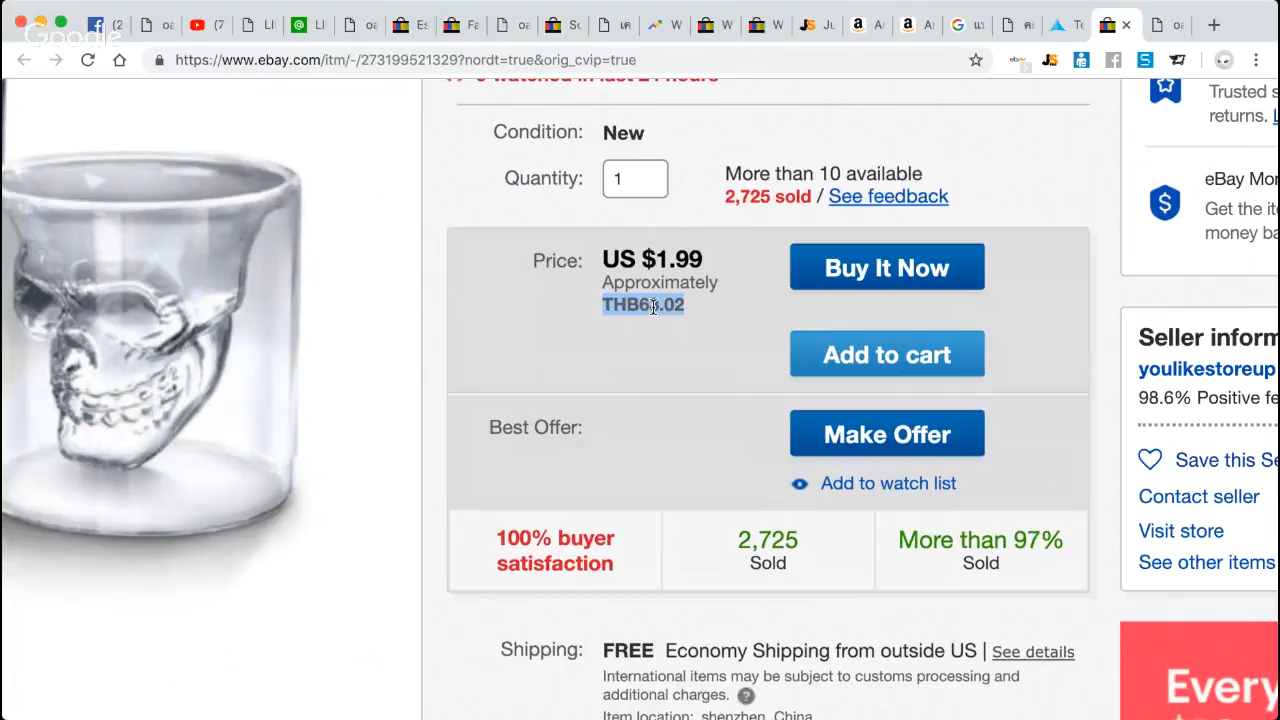 Google
https://www.ebay.com/itm/-/273199521329?nordt=true&orig_cvip=true
Condition: New
Quantity: 1
More than 10 available
2,725 sold / See feedback
Price: US $1.99
Approximately
Buy It Now
Add to cart
Best Offer:
Make Offer
Add to watch list
100% buyer satisfaction
2,725 Sold
More than 97% Sold
Shipping: FREE Economy Shipping from outside US | See details
International items may be subject to customs processing and
additional charges.
Item location: shenzhen, China
Trusted s
returns.
eBay Mon
Get the it
money ba
Seller inform
youlikestoreup
98.6% Positive fe
Save this Se
Contact seller
Visit store
See other items
Every